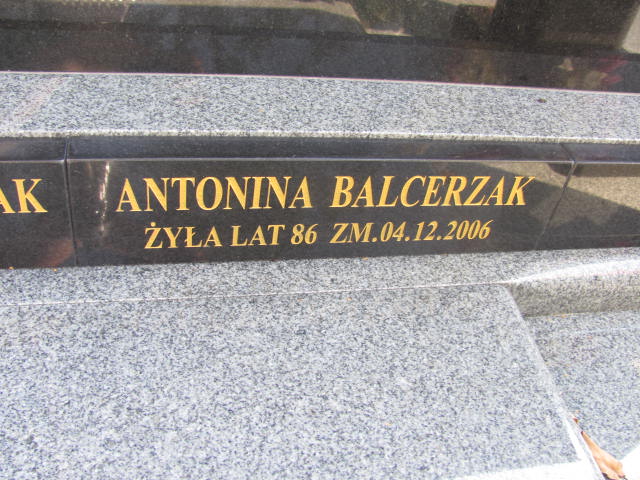 AK
ANTONINA BALCERZAK
ŻYŁA LAT 86 ZM.04.12.2006